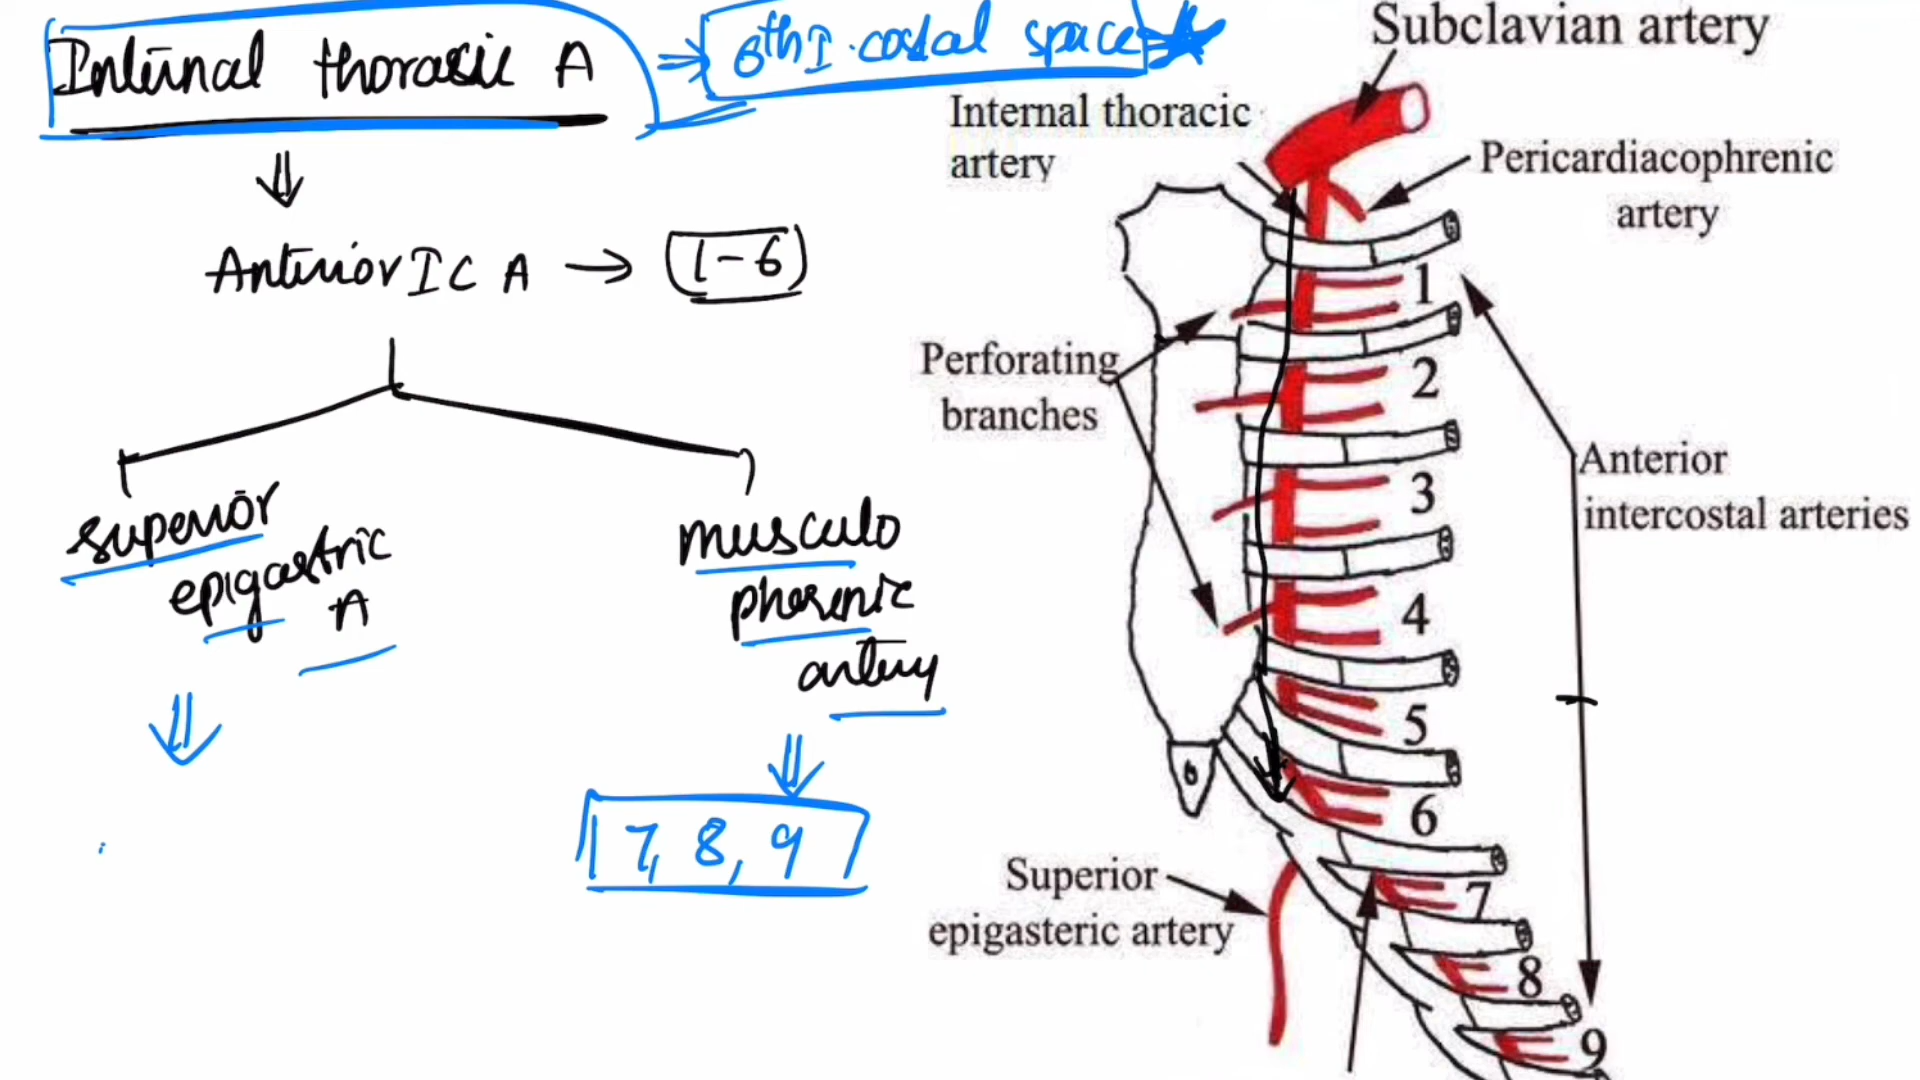 Internal thoracic A ⇒ 6th I.costal space
⇓
Anterior IC A → (1-6)
superior
epigastric
A
musculo
pherenic
artery
7, 8, 9
Subclavian artery
Internal thoracic
artery
Pericardiacophrenic
artery
1
Perforating
branches
2
Anterior
intercostal arteries
3
4
5
6
Superior
epigasteric artery
7
8
9